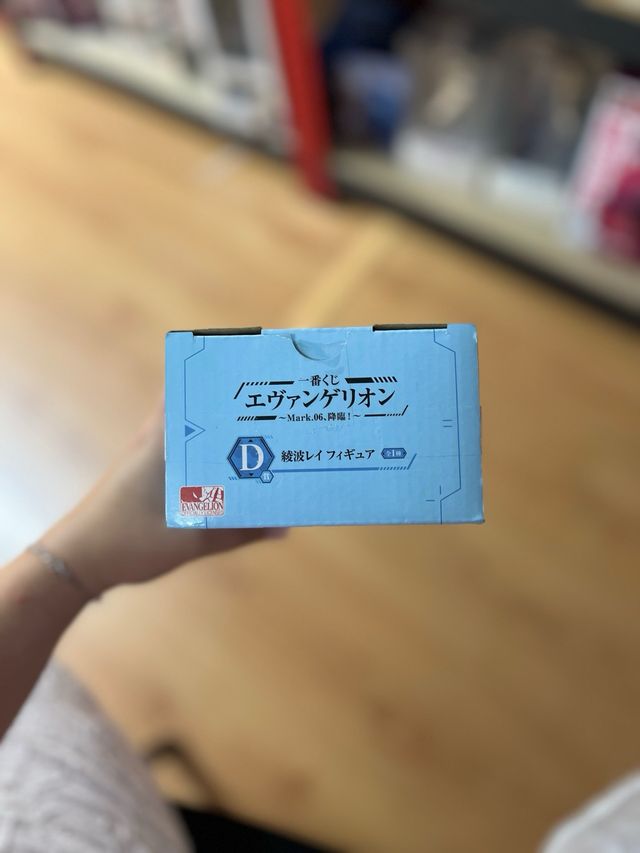 一番くじ
エヴァンゲリオン
～Mark.06、降臨！～
D
賞
綾波レイ フィギュア 全1種
EVANGELION